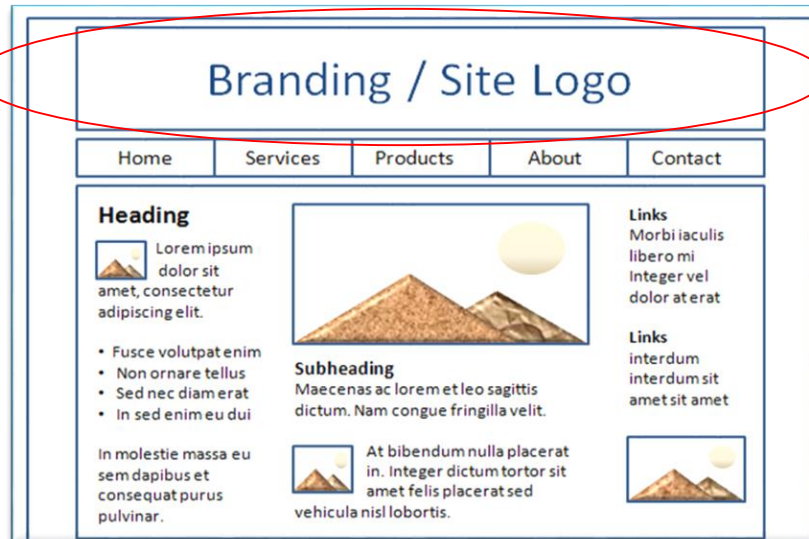 Branding / Site Logo
Home Services Products About Contact
Heading
Lorem ipsum
dolor sit
amet, consectetur
adipiscing elit.
• Fusce volutpat enim
• Non ornare tellus
• Sed nec diam erat
• In sed enim eu dui
In molestie massa eu
sem dapibus et
consequat purus
pulvinar.
Subheading
Maecenas ac lorem et leo sagittis
dictum. Nam congue fringilla velit.
At bibendum nulla placerat
in. Integer dictum tortor sit
amet felis placerat sed
vehicula nisl lobortis.
Links
Morbi iaculis
libero mi
Integer vel
dolor at erat
Links
interdum
interdum sit
amet sit amet